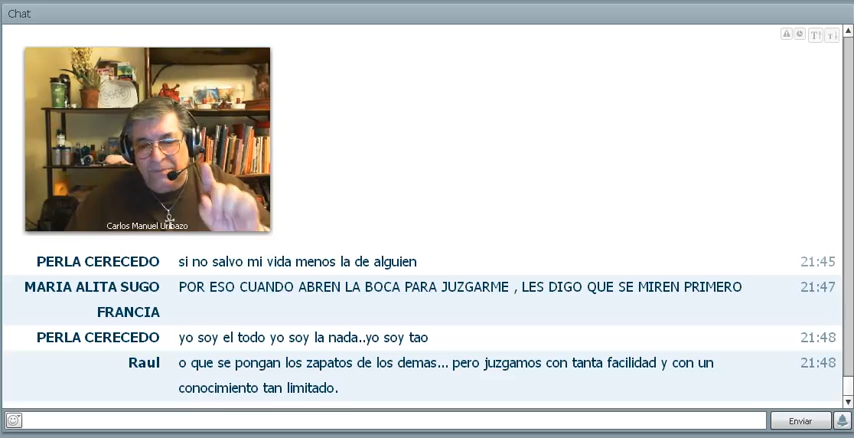 Chat
T↑ T↓
Carlos Manuel Uribazo
PERLA CERECEDO si no salvo mi vida menos la de alguien 21:45
MARIA ALITA SUGO POR ESO CUANDO ABREN LA BOCA PARA JUZGARME , LES DIGO QUE SE MIREN PRIMERO 21:47
FRANCIA
PERLA CERECEDO yo soy el todo yo soy la nada..yo soy tao 21:48
Raul o que se pongan los zapatos de los demas... pero juzgamos con tanta facilidad y con un 21:48
conocimiento tan limitado.
Enviar